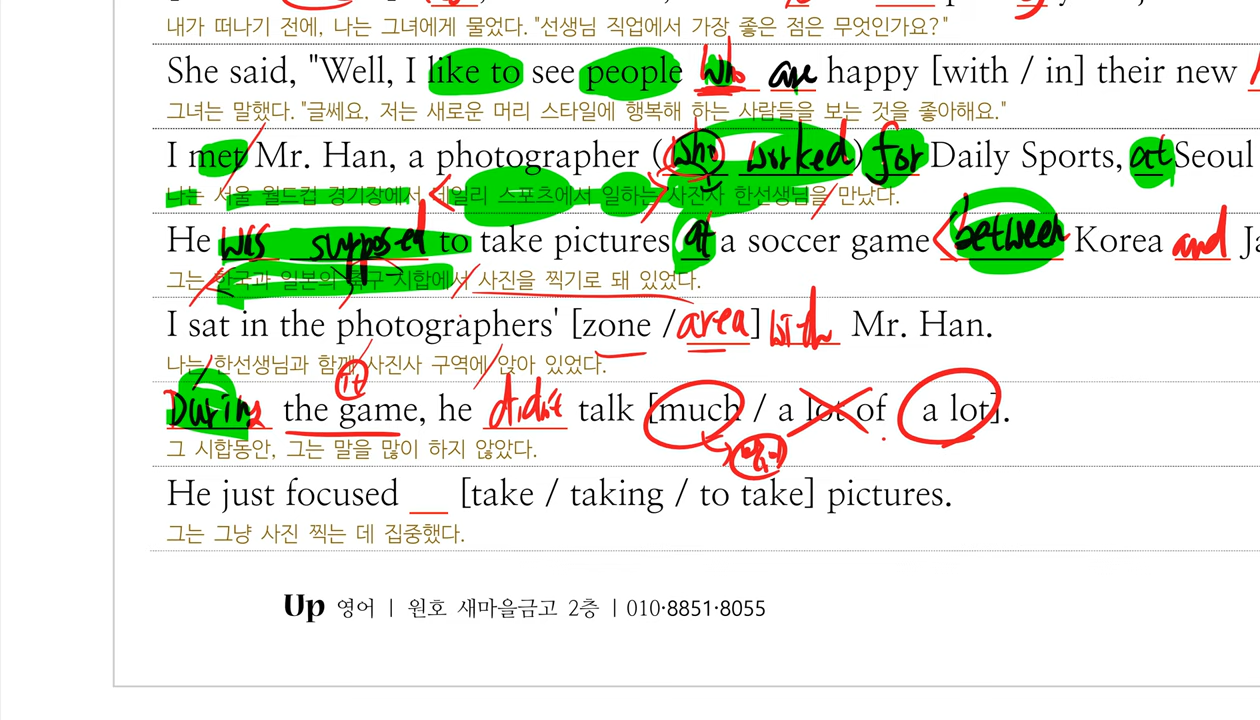 내가 떠나기 전에, 나는 그녀에게 물었다. "선생님 직업에서 가장 좋은 점은 무엇인가요?"
She said, "Well, I like to see people who are happy [with / in] their new
그녀는 말했다. "글쎄요, 저는 새로운 머리 스타일에 행복해 하는 사람들을 보는 것을 좋아해요."
I met Mr. Han, a photographer (who worked) for Daily Sports, at Seoul
나는 서울 월드컵 경기장에서 데일리 스포츠에서 일하는 사진사 한선생님을 만났다.
He was supposed to take pictures at a soccer game between Korea and Ja
그는 한국과 일본의 축구 시합에서 사진을 찍기로 돼 있었다.
I sat in the photographers' [zone / area] with Mr. Han.
나는 한선생님과 함께 사진사 구역에 앉아 있었다.
it
During the game, he didn't talk [much / a lot of a lot].
그 시합동안, 그는 말을 많이 하지 않았다.
He just focused __ [take / taking / to take] pictures.
그는 그냥 사진 찍는 데 집중했다.
Up 영어 | 원호 새마을금고 2층 | 010·8851·8055